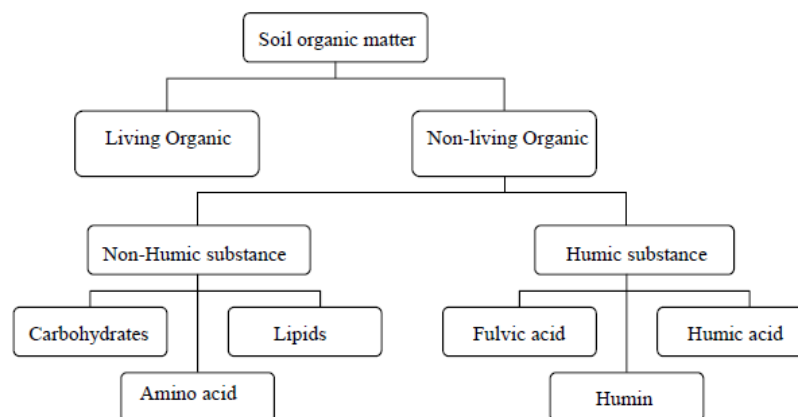 Soil organic matter
Living Organic
Non-living Organic
Non-Humic substance
Humic substance
Carbohydrates
Lipids
Fulvic acid
Humic acid
Amino acid
Humin